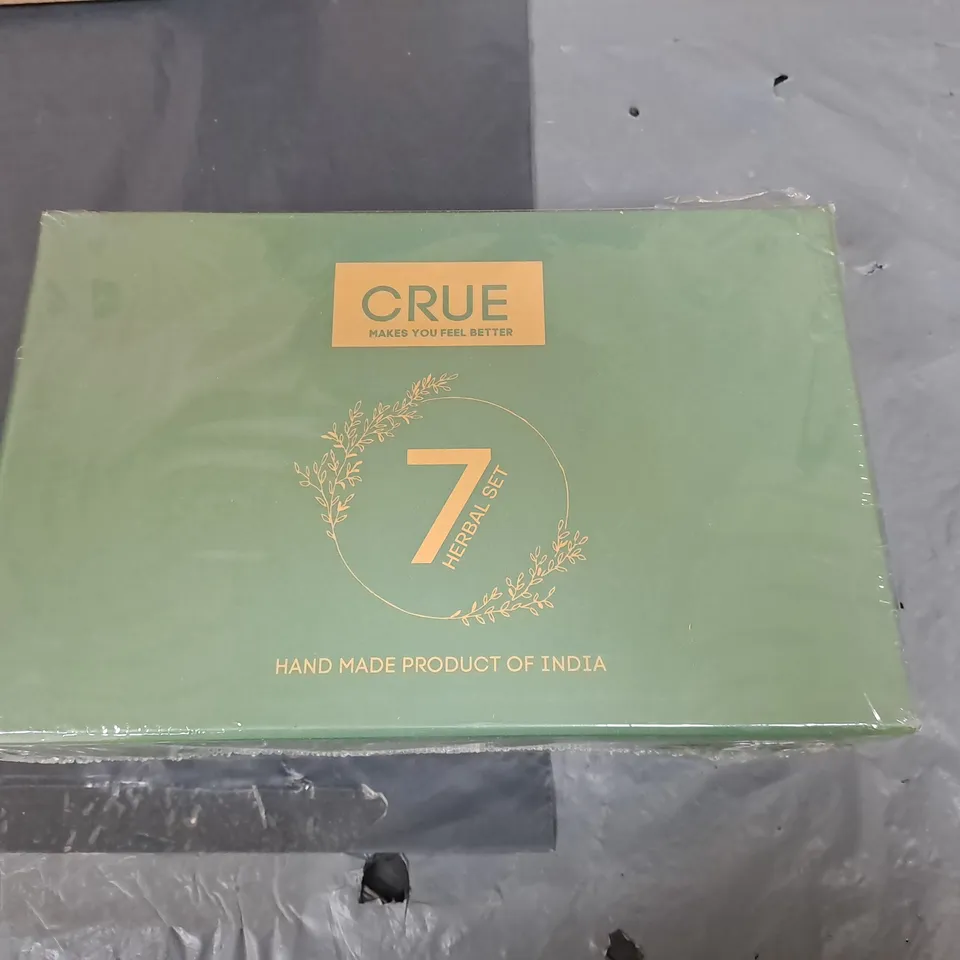 CRUE
MAKES YOU FEEL BETTER
7
HERBAL SET
HAND MADE PRODUCT OF INDIA